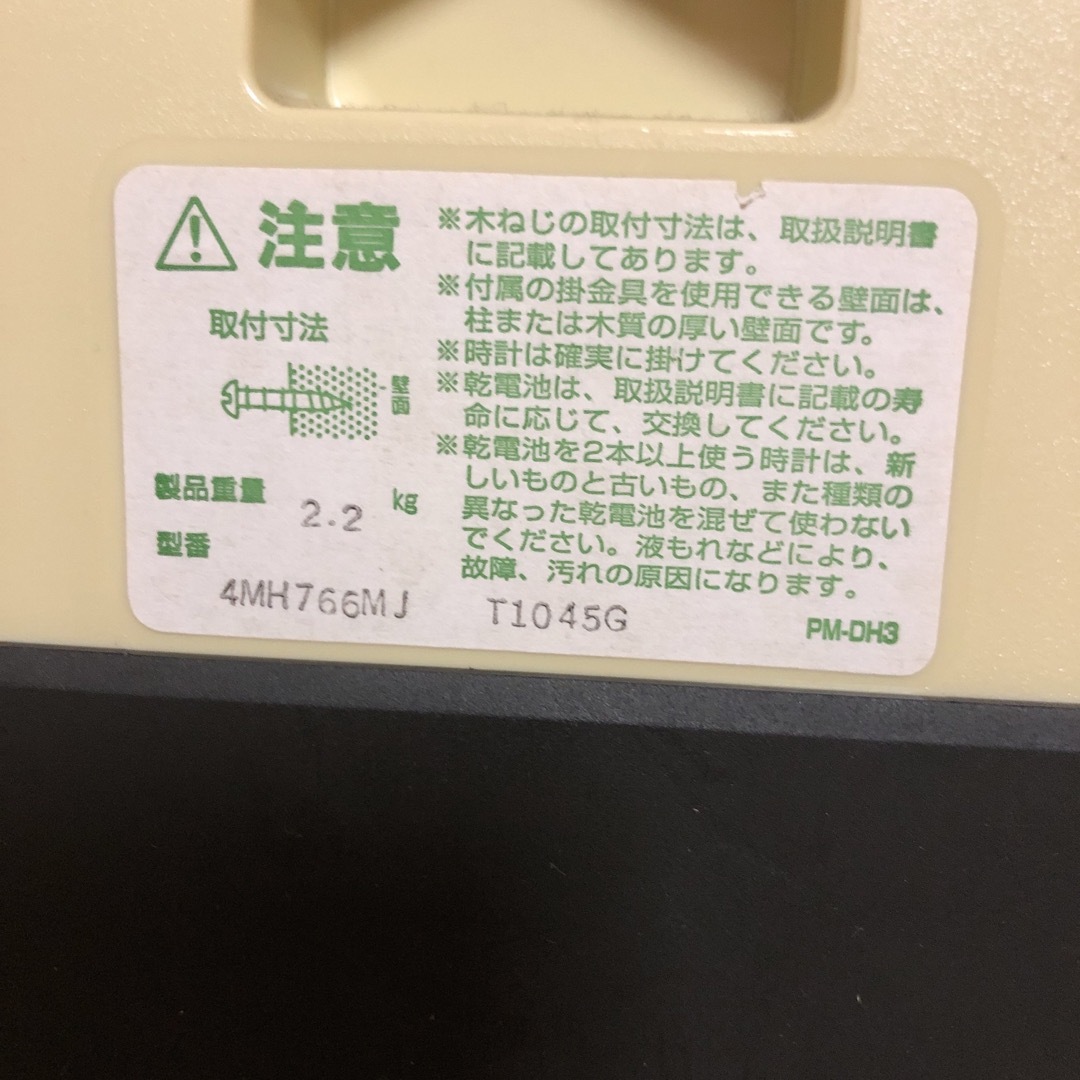 注意
取付寸法
壁面
製品重量 2.2 kg
型番
4MH766MJ T1045G
※木ねじの取付寸法は、取扱説明書
に記載してあります。
※付属の掛金具を使用できる壁面は、
柱または木質の厚い壁面です。
※時計は確実に掛けてください。
※乾電池は、取扱説明書に記載の寿
命に応じて、交換してください。
※乾電池を2本以上使う時計は、新
しいものと古いもの、また種類の
異なった乾電池を混ぜて使わない
でください。液もれなどにより、
故障、汚れの原因になります。
PM-DH3